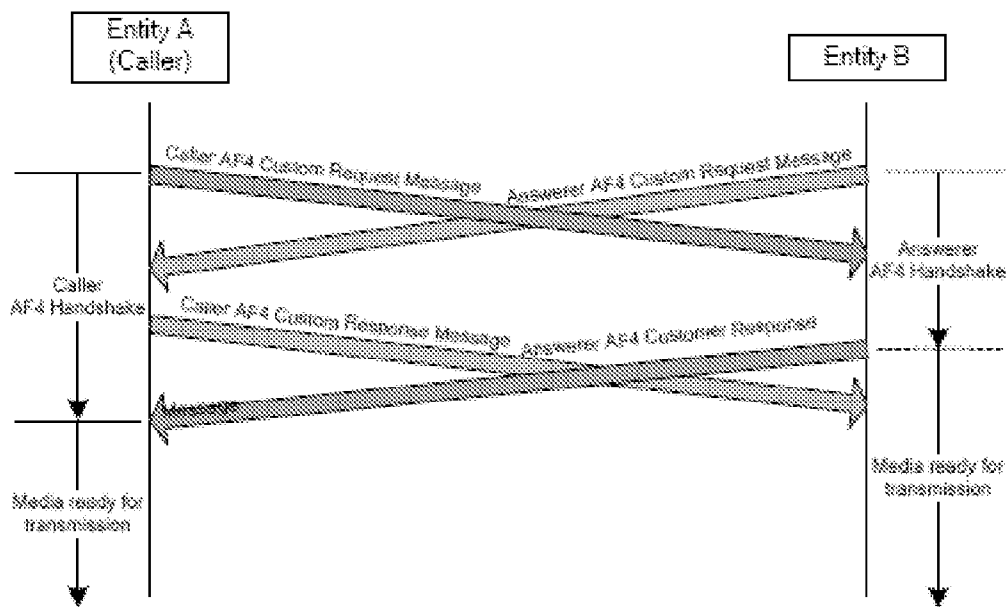 Entity A
(Caller)
Entity B
Caller AF4 Custom Request Message
Answerer AF4 Custom Request Message
Caller
AF4 Handshake
Answerer
AF4 Handshake
Caller AF4 Custom Response Message
Answerer AF4 Customer Response
Message
Media ready for
transmission
Media ready for
transmission